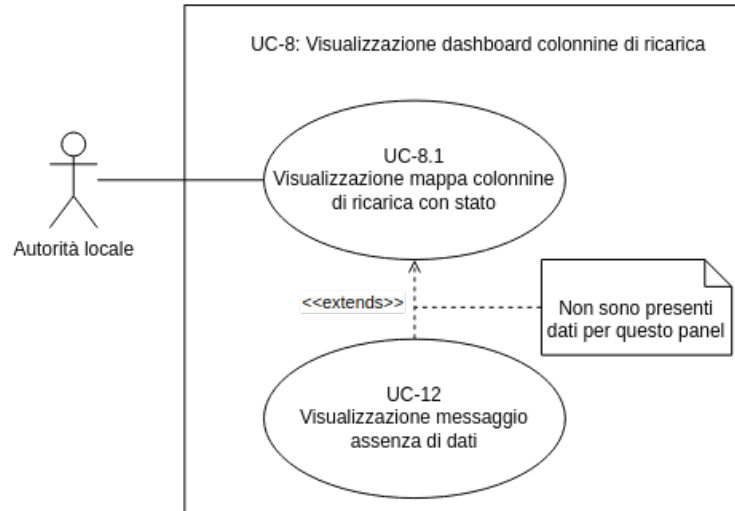 UC-8: Visualizzazione dashboard colonnine di ricarica
UC-8.1
Visualizzazione mappa colonnine
di ricarica con stato
Autorità locale
<<extends>>
Non sono presenti
dati per questo panel
UC-12
Visualizzazione messaggio
assenza di dati